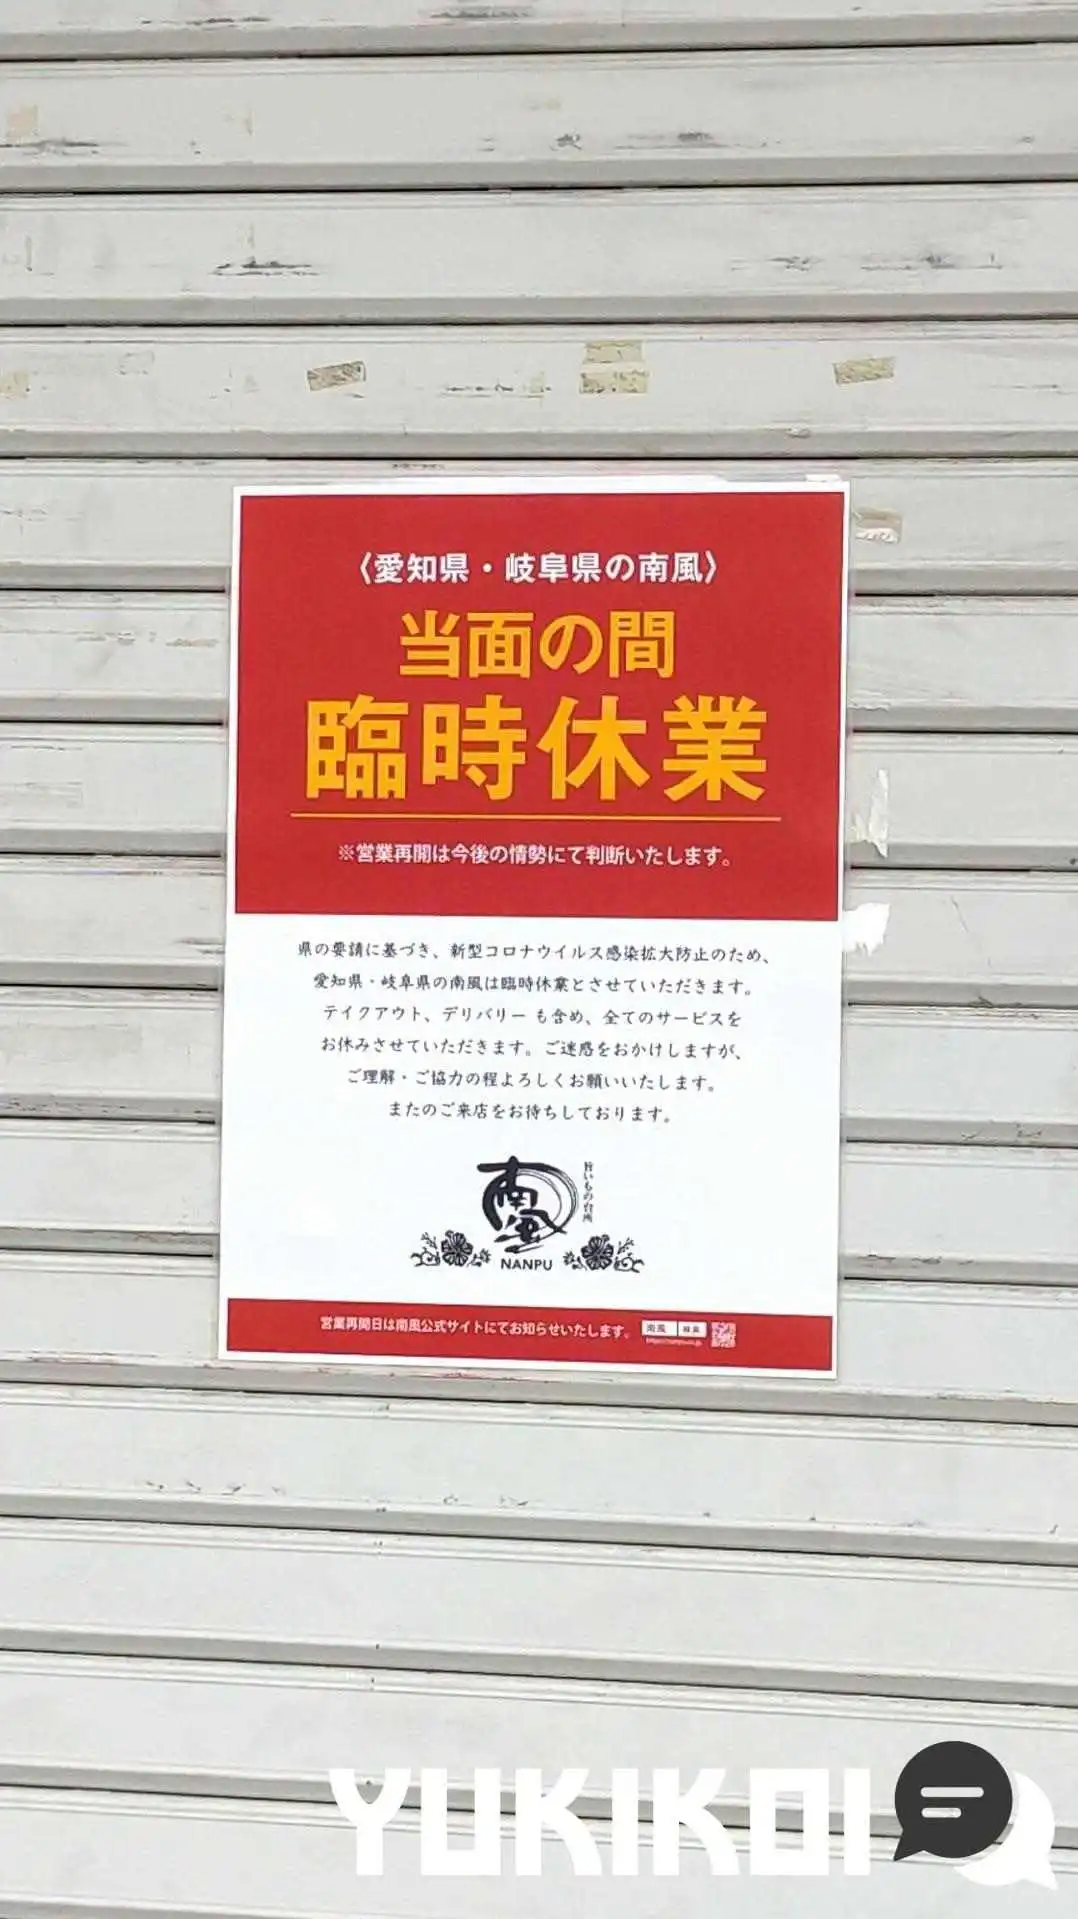 〈愛知県・岐阜県の南風〉
当面の間
臨時休業
※営業再開は今後の情勢にて判断いたします。
県の要請に基づき、新型コロナウイルス感染拡大防止のため、
愛知県・岐阜県の南風は臨時休業とさせていただきます。
テイクアウト、デリバリー も含め、全てのサービスを
お休みさせていただきます。ご迷惑をおかけしますが、
ご理解・ご協力の程よろしくお願いいたします。
またのご来店をお待ちしております。
南風
旨いもの台所
NANPU
営業再開日は南風公式サイトにてお知らせいたします。 南風 検索
YUKIKOI